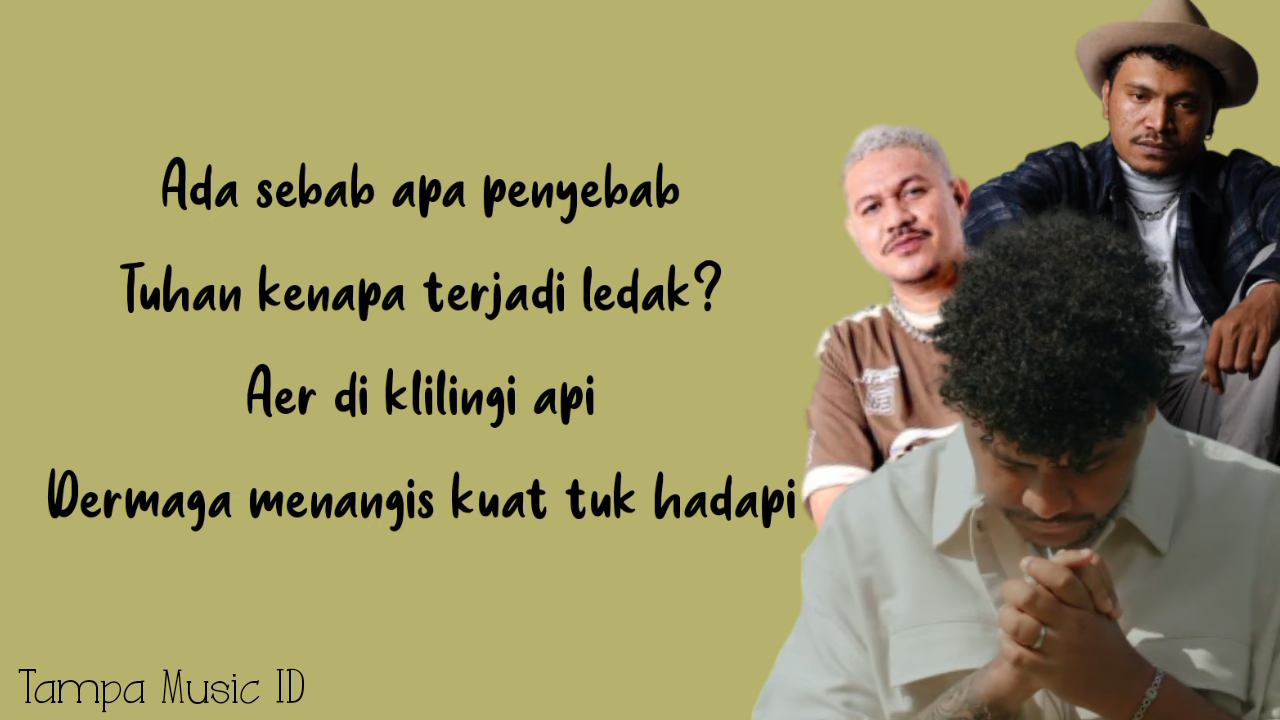 Ada sebab apa penyebab
Tuhan kenapa terjadi ledak?
Aer di klilingi api
Dermaga menangis kuat tuk hadapi
Tampa Music ID